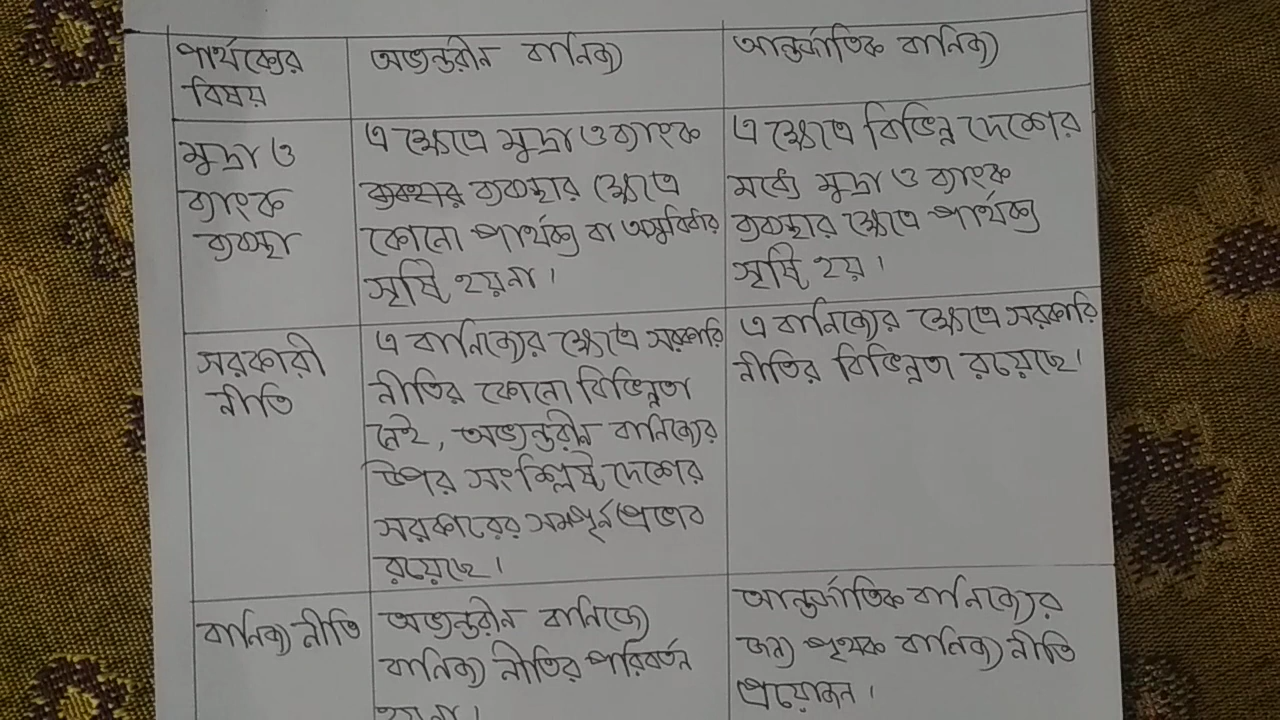 পার্থক্যের
বিষয়
অভ্যন্তরীন বানিজ্য
আন্তর্জাতিক বানিজ্য
মুদ্রা ও
ব্যাংক
ব্যবস্থা
এ ক্ষেত্রে মুদ্রা ও ব্যাংক
ব্যবস্থার ক্ষেত্রে
কোনো পার্থক্য বা অসুবিধার
সৃষ্টি হয়না।
এ ক্ষেত্রে বিভিন্ন দেশের
মধ্যে মুদ্রা ও ব্যাংক
ব্যবস্থার ক্ষেত্রে পার্থক্য
সৃষ্টি হয়।
সরকারী
নীতি
এ বানিজ্যের ক্ষেত্রে সরকারি
নীতির কোনো বিভিন্নতা
নেই, অভ্যন্তরীন বানিজ্যের
উপর সংশ্লিষ্ট দেশের
সরকারের সম্পূর্ন প্রভাব
রয়েছে।
এ বানিজ্যের ক্ষেত্রে সরকারি
নীতির বিভিন্নতা রয়েছে।
বানিজ্য নীতি
অভ্যন্তরীন বানিজ্যে
বানিজ্য নীতির পরিবর্তন
আন্তর্জাতিক বানিজ্যের
জন্য পৃথক বানিজ্য নীতি
প্রয়োজন।